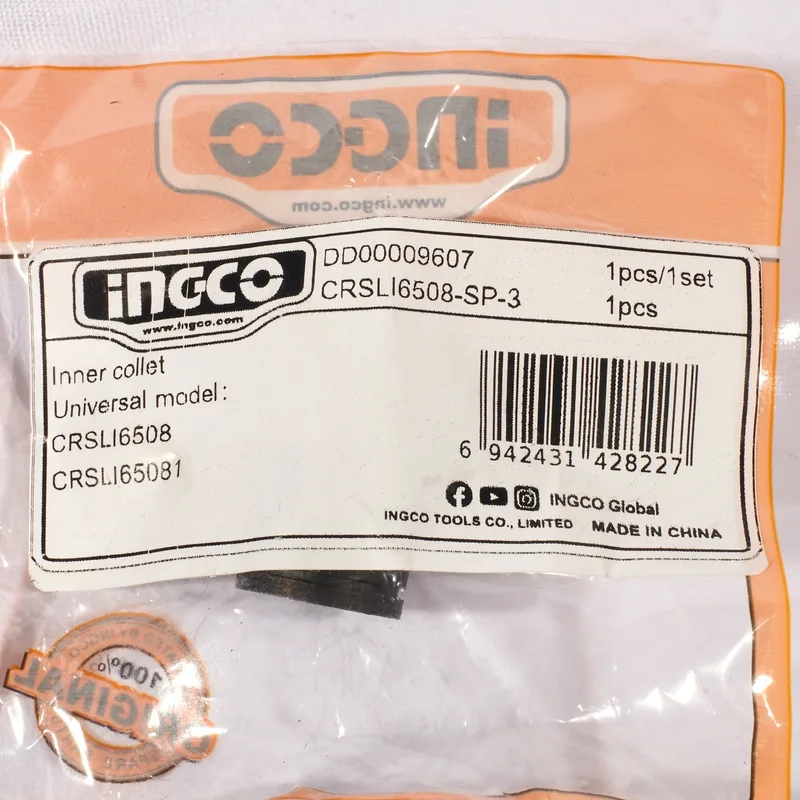 INGCO
www.ingco.com
INGCO
www.ingco.com
DD00009607
1pcs/1set
CRSLI6508-SP-3
1pcs
Inner collet
Universal model:
CRSLI6508
CRSLI65081
6 942431 428227
INGCO Global
INGCO TOOLS CO., LIMITED MADE IN CHINA
100%
ORIGINAL